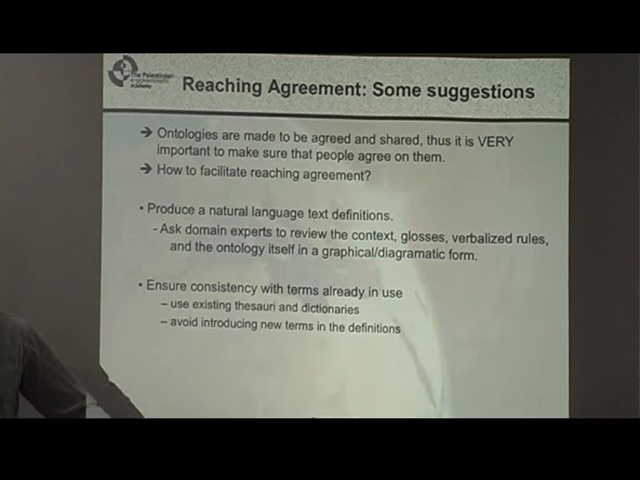 The Palestinian
Academy
Reaching Agreement: Some suggestions
➔ Ontologies are made to be agreed and shared, thus it is VERY
important to make sure that people agree on them.
➔ How to facilitate reaching agreement?
• Produce a natural language text definitions.
- Ask domain experts to review the context, glosses, verbalized rules,
and the ontology itself in a graphical/diagramatic form.
• Ensure consistency with terms already in use
– use existing thesauri and dictionaries
– avoid introducing new terms in the definitions